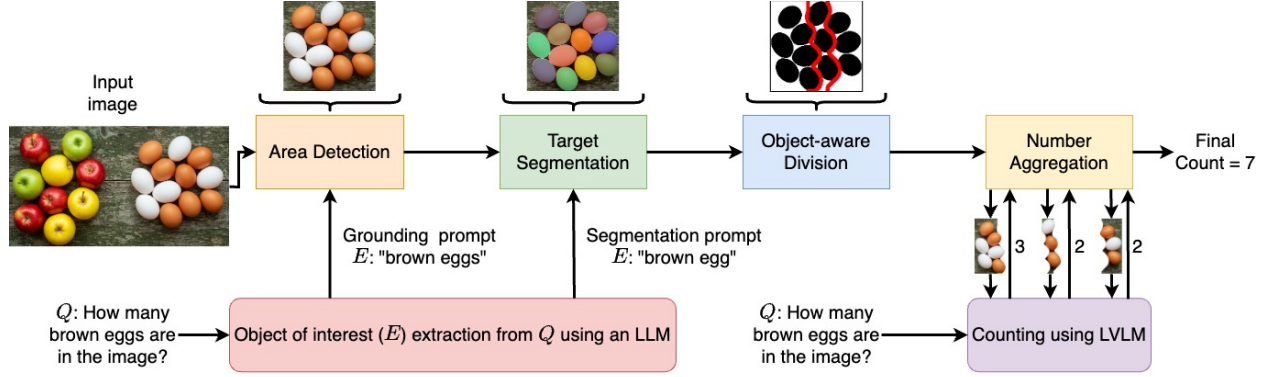 Input
image
Area Detection
Target
Segmentation
Object-aware
Division
Number
Aggregation
Final
Count = 7
Grounding prompt
E: "brown eggs"
Segmentation prompt
E: "brown egg"
3
2
2
Q: How many
brown eggs are
in the image?
Object of interest (E) extraction from Q using an LLM
Q: How many
brown eggs are
in the image?
Counting using LVLM